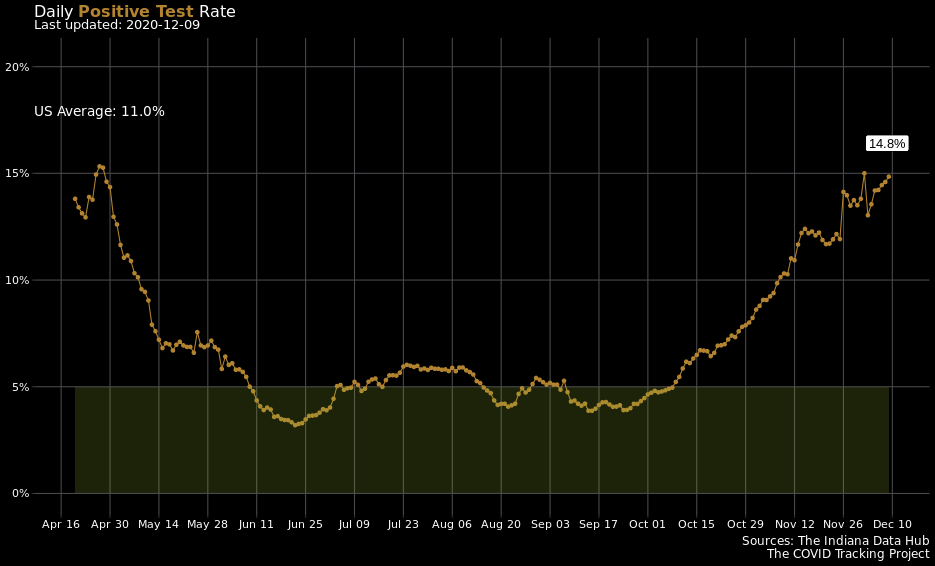 Daily Positive Test Rate
Last updated: 2020-12-09
20%
US Average: 11.0%
14.8%
15%
10%
5%
0%
Apr 16 Apr 30 May 14 May 28 Jun 11 Jun 25 Jul 09 Jul 23 Aug 06 Aug 20 Sep 03 Sep 17 Oct 01 Oct 15 Oct 29 Nov 12 Nov 26 Dec 10
Sources: The Indiana Data Hub
The COVID Tracking Project